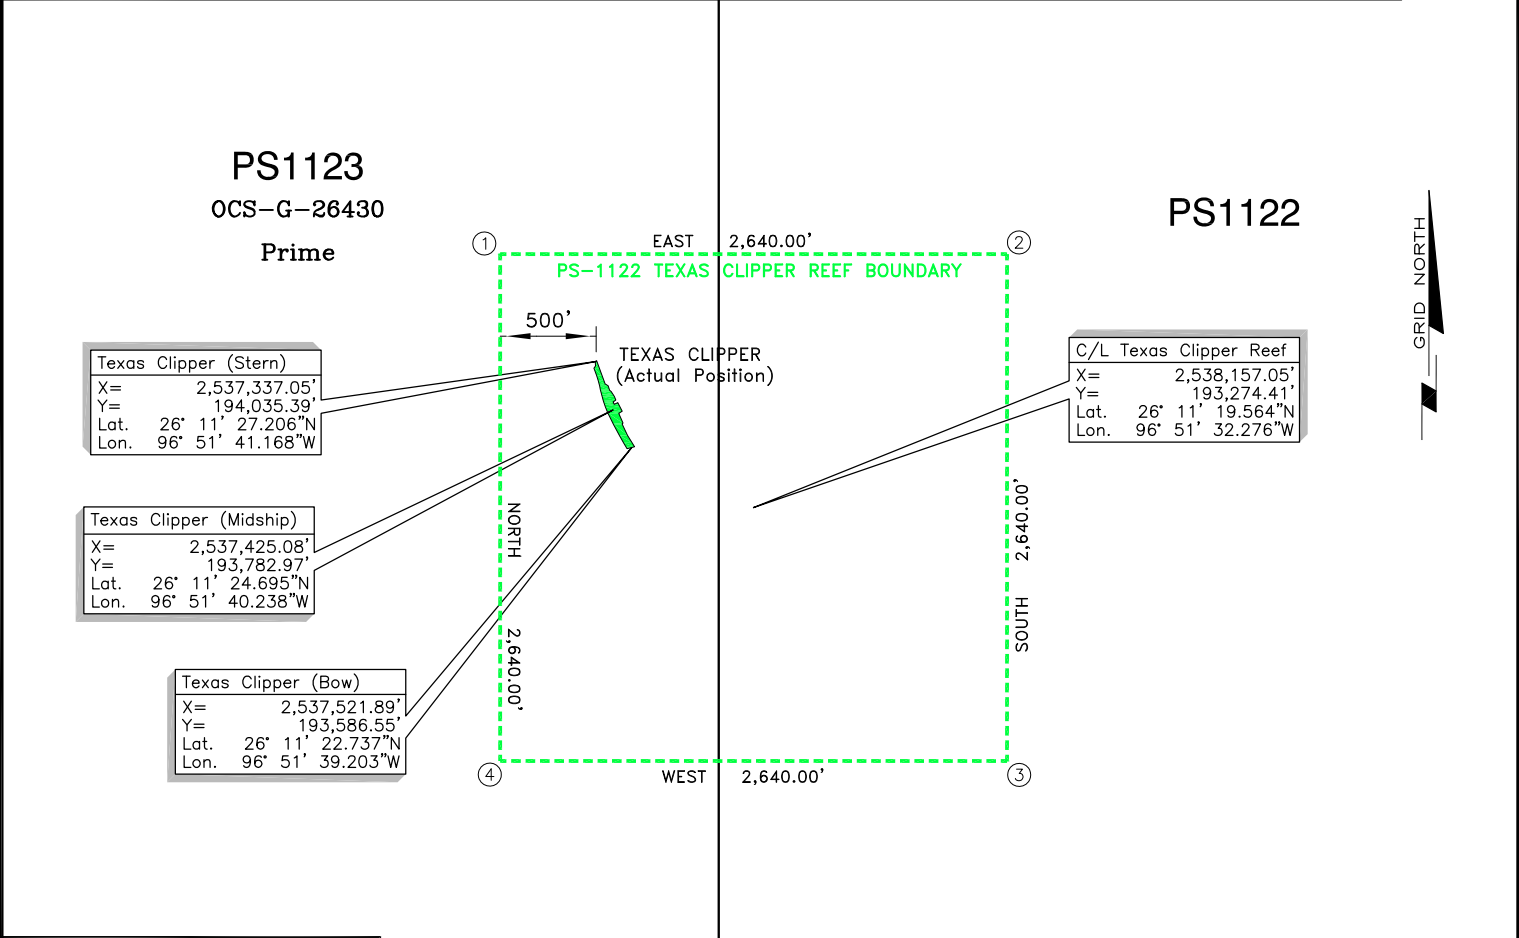 PS1123
OCS-G-26430
Prime
PS1122
GRID NORTH
1
EAST 2,640.00'
2
PS-1122 TEXAS CLIPPER REEF BOUNDARY
500'
TEXAS CLIPPER
(Actual Position)
Texas Clipper (Stern)
X= 2,537,337.05'
Y= 194,035.39'
Lat. 26° 11' 27.206"N
Lon. 96° 51' 41.168"W
C/L Texas Clipper Reef
X= 2,538,157.05'
Y= 193,274.41'
Lat. 26° 11' 19.564"N
Lon. 96° 51' 32.276"W
Texas Clipper (Midship)
X= 2,537,425.08'
Y= 193,782.97'
Lat. 26° 11' 24.695"N
Lon. 96° 51' 40.238"W
NORTH 2,640.00'
SOUTH 2,640.00'
Texas Clipper (Bow)
X= 2,537,521.89'
Y= 193,586.55'
Lat. 26° 11' 22.737"N
Lon. 96° 51' 39.203"W
4
WEST 2,640.00'
3